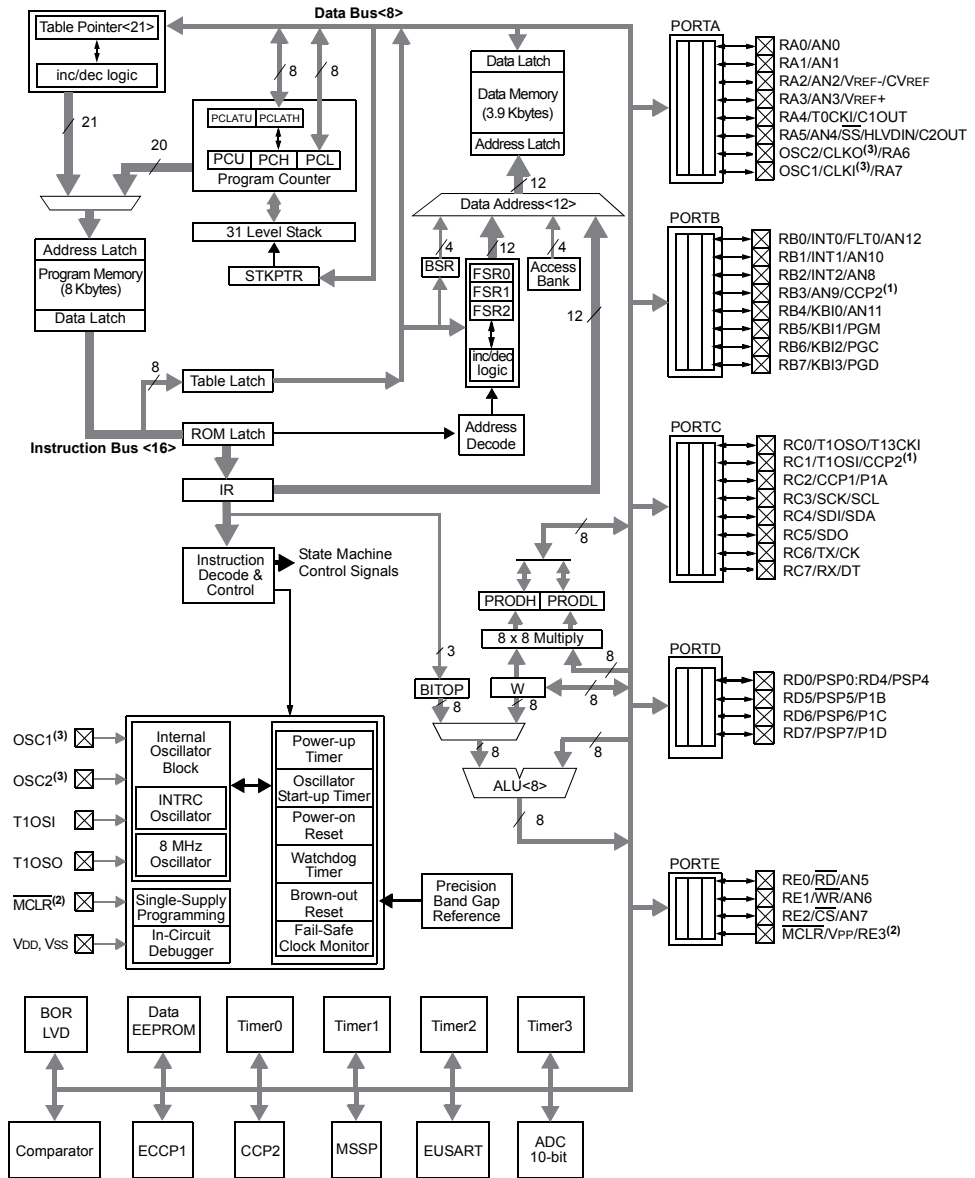 Data Bus<8>
Table Pointer<21>
inc/dec logic
21
20
8
8
PCLATU PCLATH
PCU PCH PCL
Program Counter
31 Level Stack
STKPTR
Data Latch
Data Memory
(3.9 Kbytes)
Address Latch
12
Data Address<12>
4
12
4
BSR
FSR0
FSR1
FSR2
inc/dec
logic
Access
Bank
12
Address Latch
Program Memory
(8 Kbytes)
Data Latch
8
Table Latch
Instruction Bus <16>
ROM Latch
Address
Decode
IR
Instruction
Decode &
Control
State Machine
Control Signals
8
PRODH PRODL
8 x 8 Multiply
3
8
BITOP
W
8
8
8
8
8
ALU<8>
8
OSC1(3)
OSC2(3)
T1OSI
T1OSO
MCLR(2)
VDD, VSS
Internal
Oscillator
Block
INTRC
Oscillator
8 MHz
Oscillator
Single-Supply
Programming
In-Circuit
Debugger
Power-up
Timer
Oscillator
Start-up Timer
Power-on
Reset
Watchdog
Timer
Brown-out
Reset
Fail-Safe
Clock Monitor
Precision
Band Gap
Reference
BOR
LVD
Data
EEPROM
Timer0
Timer1
Timer2
Timer3
Comparator
ECCP1
CCP2
MSSP
EUSART
ADC
10-bit
PORTA
RA0/AN0
RA1/AN1
RA2/AN2/VREF-/CVREF
RA3/AN3/VREF+
RA4/T0CKI/C1OUT
RA5/AN4/SS/HLVDIN/C2OUT
OSC2/CLKO(3)/RA6
OSC1/CLKI(3)/RA7
PORTB
RB0/INT0/FLT0/AN12
RB1/INT1/AN10
RB2/INT2/AN8
RB3/AN9/CCP2(1)
RB4/KBI0/AN11
RB5/KBI1/PGM
RB6/KBI2/PGC
RB7/KBI3/PGD
PORTC
RC0/T1OSO/T13CKI
RC1/T1OSI/CCP2(1)
RC2/CCP1/P1A
RC3/SCK/SCL
RC4/SDI/SDA
RC5/SDO
RC6/TX/CK
RC7/RX/DT
PORTD
RD0/PSP0:RD4/PSP4
RD5/PSP5/P1B
RD6/PSP6/P1C
RD7/PSP7/P1D
PORTE
RE0/RD/AN5
RE1/WR/AN6
RE2/CS/AN7
MCLR/VPP/RE3(2)